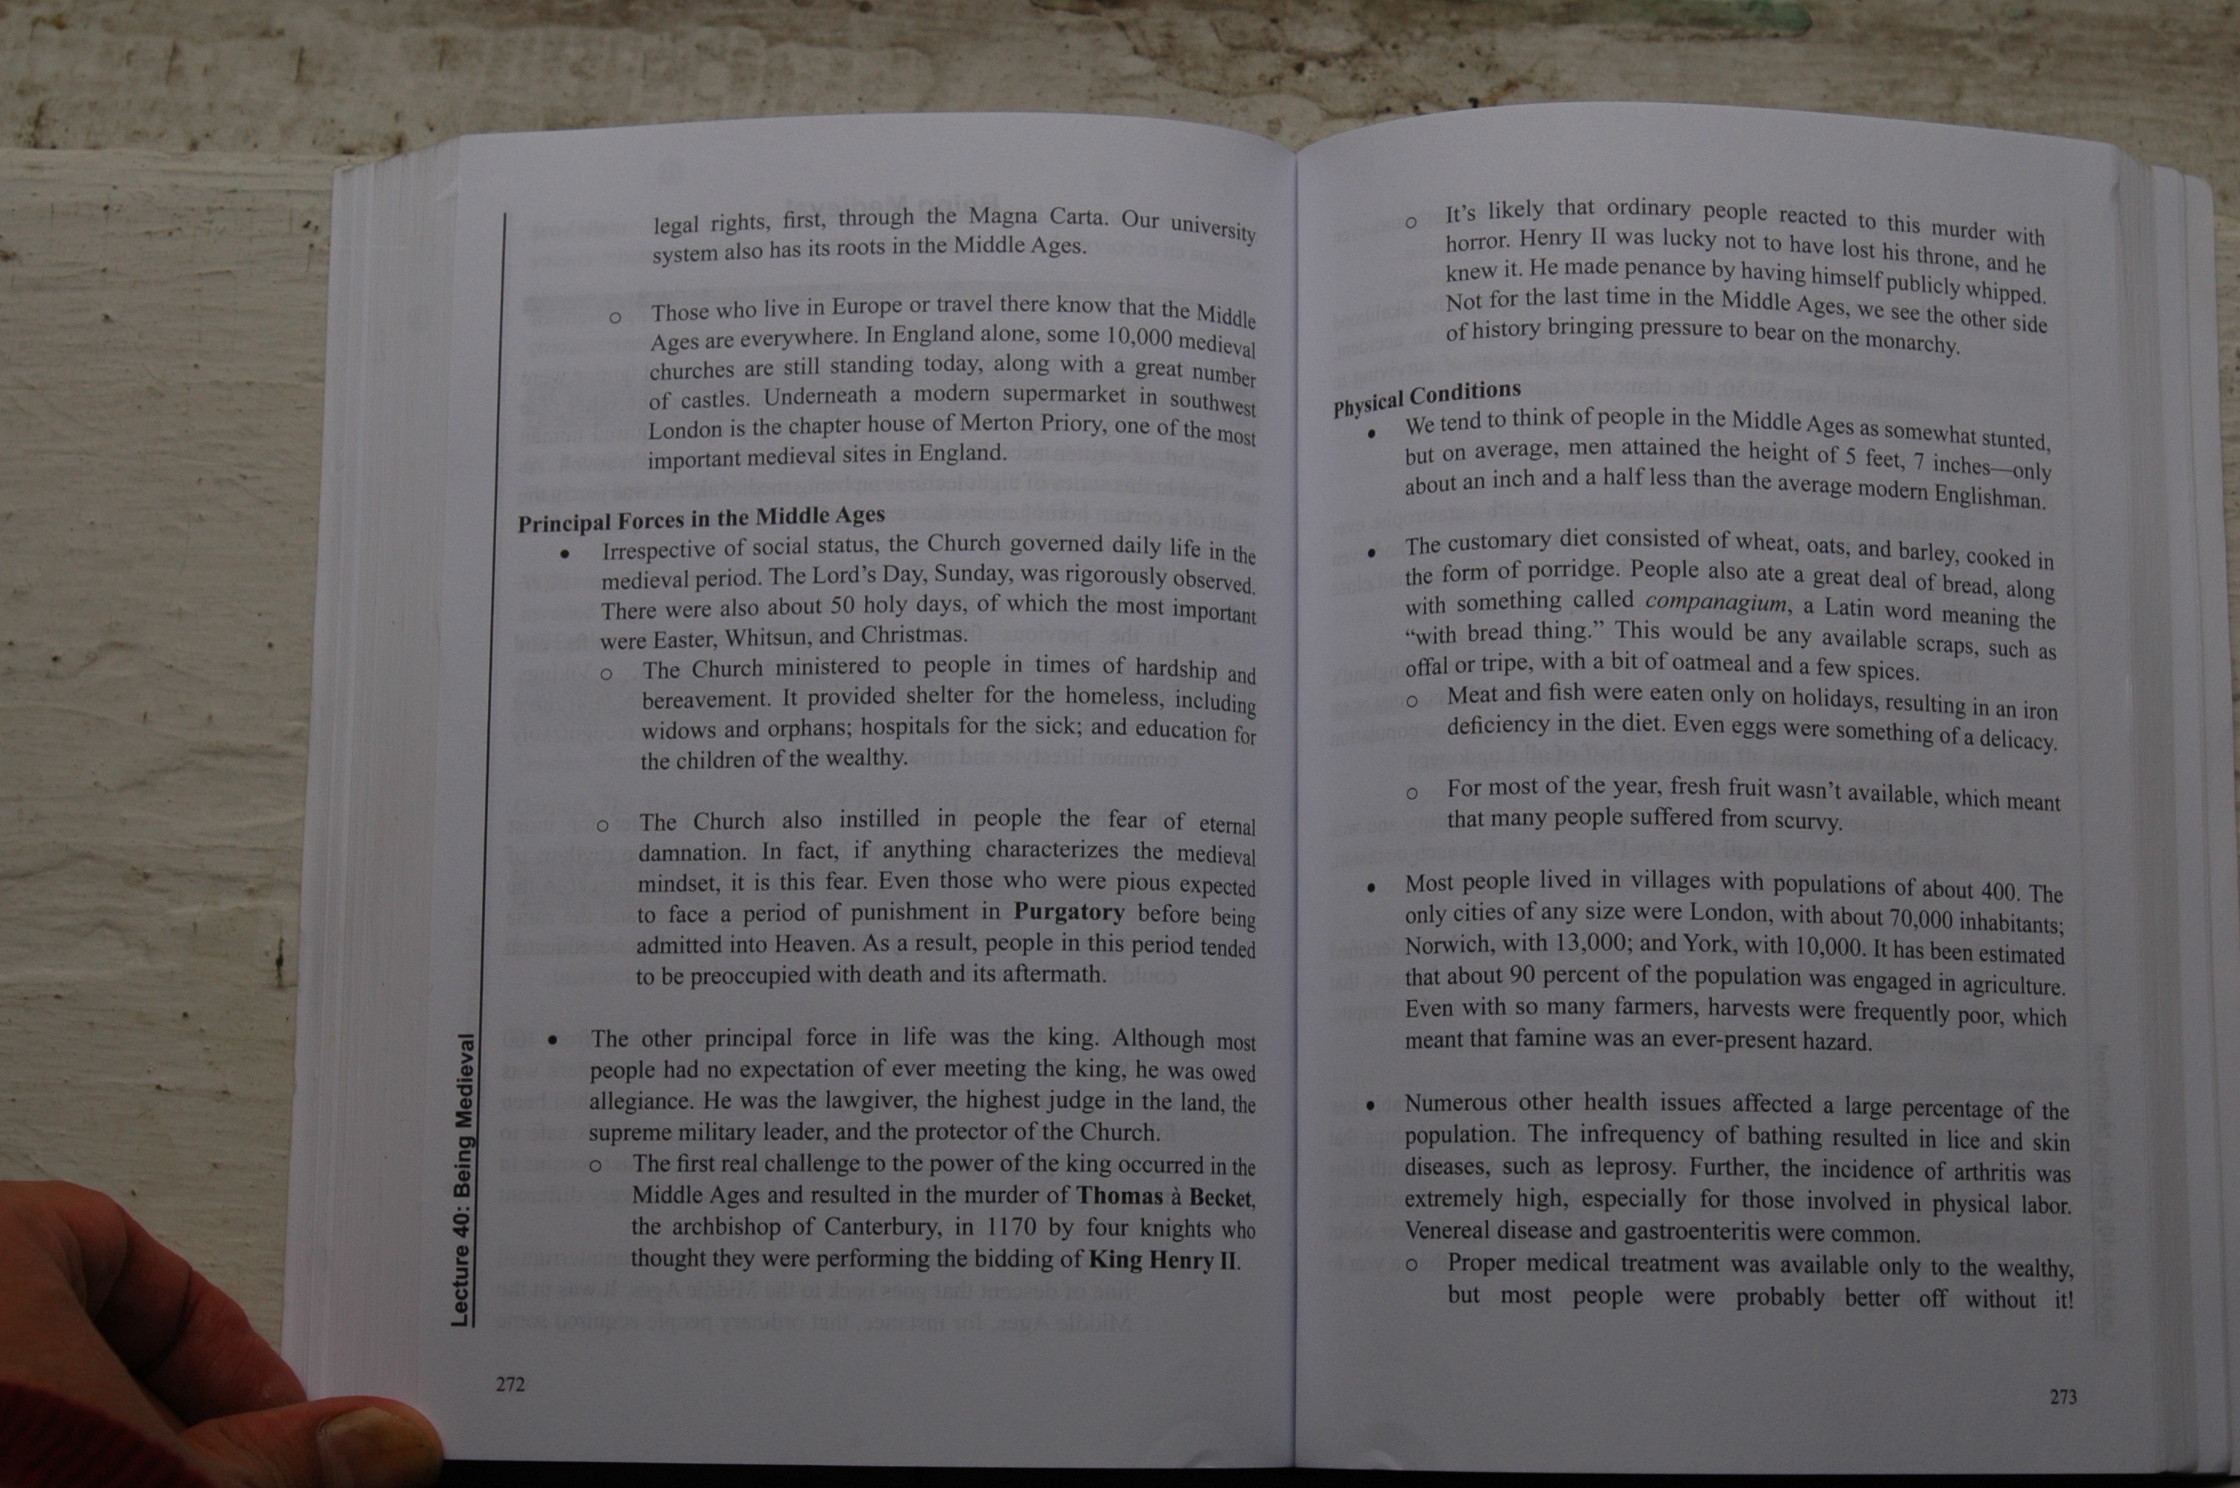 legal rights, first, through the Magna Carta. Our university
system also has its roots in the Middle Ages.
o Those who live in Europe or travel there know that the Middle
Ages are everywhere. In England alone, some 10,000 medieval
churches are still standing today, along with a great number
of castles. Underneath a modern supermarket in southwest
London is the chapter house of Merton Priory, one of the most
important medieval sites in England.
Principal Forces in the Middle Ages
• Irrespective of social status, the Church governed daily life in the
medieval period. The Lord’s Day, Sunday, was rigorously observed.
There were also about 50 holy days, of which the most important
were Easter, Whitsun, and Christmas.
o The Church ministered to people in times of hardship and
bereavement. It provided shelter for the homeless, including
widows and orphans; hospitals for the sick; and education for
the children of the wealthy.
o The Church also instilled in people the fear of eternal
damnation. In fact, if anything characterizes the medieval
mindset, it is this fear. Even those who were pious expected
to face a period of punishment in Purgatory before being
admitted into Heaven. As a result, people in this period tended
to be preoccupied with death and its aftermath.
• The other principal force in life was the king. Although most
people had no expectation of ever meeting the king, he was owed
allegiance. He was the lawgiver, the highest judge in the land, the
supreme military leader, and the protector of the Church.
o The first real challenge to the power of the king occurred in the
Middle Ages and resulted in the murder of Thomas à Becket,
the archbishop of Canterbury, in 1170 by four knights who
thought they were performing the bidding of King Henry II.
Lecture 40: Being Medieval
272
o It’s likely that ordinary people reacted to this murder with
horror. Henry II was lucky not to have lost his throne, and he
knew it. He made penance by having himself publicly whipped.
Not for the last time in the Middle Ages, we see the other side
of history bringing pressure to bear on the monarchy.
Physical Conditions
• We tend to think of people in the Middle Ages as somewhat stunted,
but on average, men attained the height of 5 feet, 7 inches—only
about an inch and a half less than the average modern Englishman.
• The customary diet consisted of wheat, oats, and barley, cooked in
the form of porridge. People also ate a great deal of bread, along
with something called companagium, a Latin word meaning the
“with bread thing.” This would be any available scraps, such as
offal or tripe, with a bit of oatmeal and a few spices.
o Meat and fish were eaten only on holidays, resulting in an iron
deficiency in the diet. Even eggs were something of a delicacy.
o For most of the year, fresh fruit wasn’t available, which meant
that many people suffered from scurvy.
• Most people lived in villages with populations of about 400. The
only cities of any size were London, with about 70,000 inhabitants;
Norwich, with 13,000; and York, with 10,000. It has been estimated
that about 90 percent of the population was engaged in agriculture.
Even with so many farmers, harvests were frequently poor, which
meant that famine was an ever-present hazard.
• Numerous other health issues affected a large percentage of the
population. The infrequency of bathing resulted in lice and skin
diseases, such as leprosy. Further, the incidence of arthritis was
extremely high, especially for those involved in physical labor.
Venereal disease and gastroenteritis were common.
o Proper medical treatment was available only to the wealthy,
but most people were probably better off without it!
273